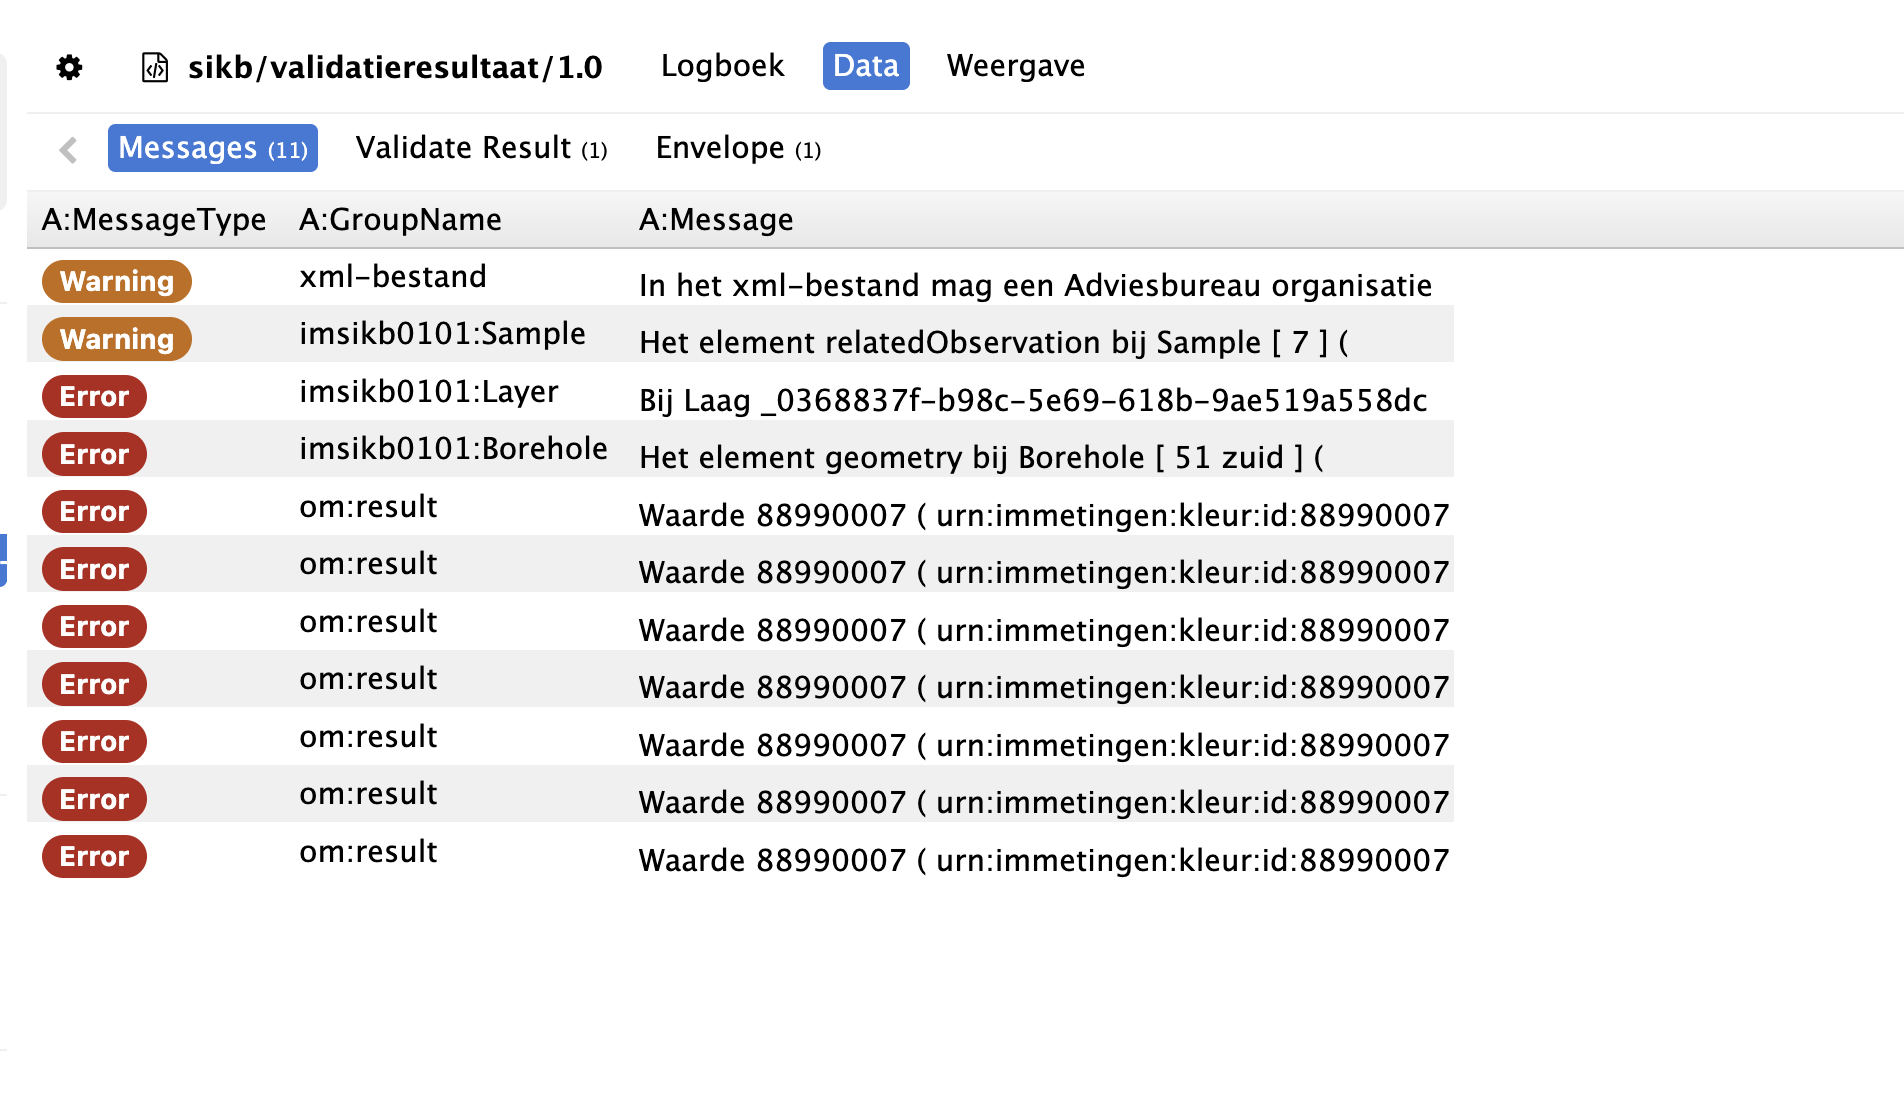 sikb/validatieresultaat/1.0 Logboek Data Weergave
Messages (11) Validate Result (1) Envelope (1)
A:MessageType A:GroupName A:Message
Warning xml-bestand In het xml-bestand mag een Adviesbureau organisatie
Warning imsikb0101:Sample Het element relatedObservation bij Sample [ 7 ] (
Error imsikb0101:Layer Bij Laag _0368837f-b98c-5e69-618b-9ae519a558dc
Error imsikb0101:Borehole Het element geometry bij Borehole [ 51 zuid ] (
Error om:result Waarde 88990007 ( urn:immetingen:kleur:id:88990007
Error om:result Waarde 88990007 ( urn:immetingen:kleur:id:88990007
Error om:result Waarde 88990007 ( urn:immetingen:kleur:id:88990007
Error om:result Waarde 88990007 ( urn:immetingen:kleur:id:88990007
Error om:result Waarde 88990007 ( urn:immetingen:kleur:id:88990007
Error om:result Waarde 88990007 ( urn:immetingen:kleur:id:88990007
Error om:result Waarde 88990007 ( urn:immetingen:kleur:id:88990007